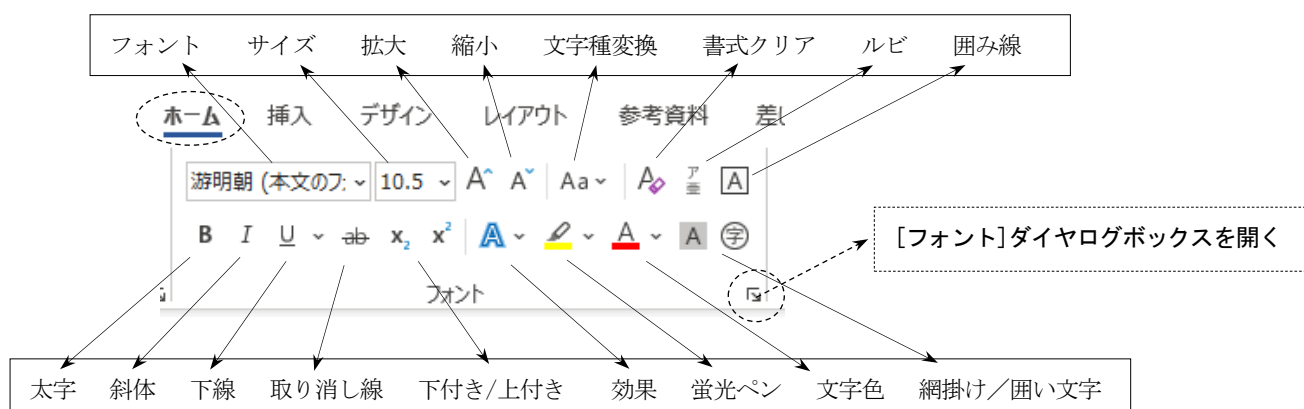 フォント サイズ 拡大 縮小 文字種変換 書式クリア ルビ 囲み線
ホーム 挿入 デザイン レイアウト 参考資料
游明朝 (本文のフ 10.5 A A Aa A ア亜 A
B I U ab x₂ x² A A A 字
[フォント]ダイヤログボックスを開く
フォント
太字 斜体 下線 取り消し線 下付き/上付き 効果 蛍光ペン 文字色 網掛け／囲い文字